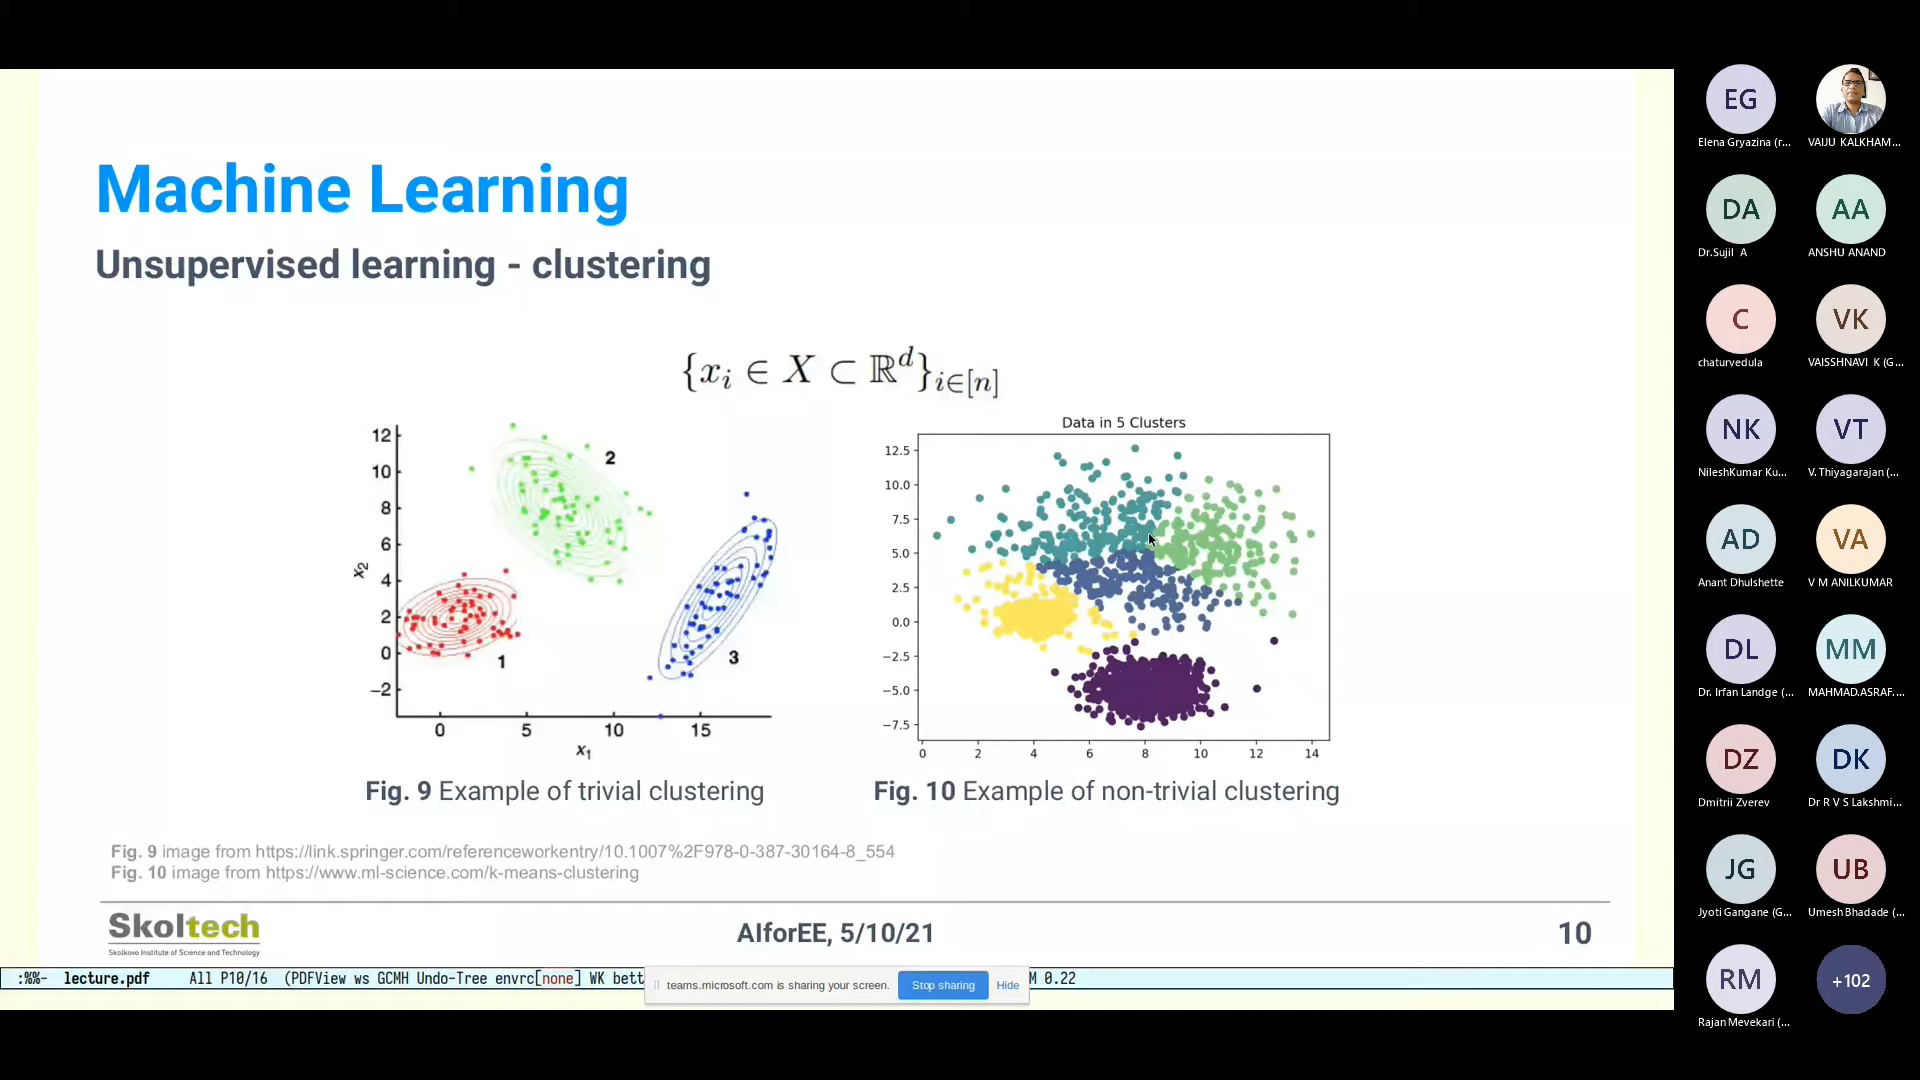 Machine Learning
Unsupervised learning - clustering
{x_i ∈ X ⊂ ℝ^d}_{i∈[n]}
12
10
8
6
4
2
0
−2
x2
0 5 10 15
x1
2
1
3
Fig. 9 Example of trivial clustering
Data in 5 Clusters
12.5
10.0
7.5
5.0
2.5
0.0
−2.5
−5.0
−7.5
0 2 4 6 8 10 12 14
Fig. 10 Example of non-trivial clustering
Fig. 9 image from https://link.springer.com/referenceworkentry/10.1007%2F978-0-387-30164-8_554
Fig. 10 image from https://www.ml-science.com/k-means-clustering
Skoltech
Skolkovo Institute of Science and Technology
AIforEE, 5/10/21
10
:%%- lecture.pdf All P10/16 (PDFView ws GCMH Undo-Tree envrc[none] WK bett
M 0.22
teams.microsoft.com is sharing your screen. Stop sharing Hide
EG
Elena Gryazina (r...
VAIJU KALKHAM...
DA AA
Dr.Sujil A ANSHU ANAND
C VK
chaturvedula VAISSHNAVI K (G...
NK VT
NileshKumar Ku... V. Thiyagarajan (...
AD VA
Anant Dhulshette V M ANILKUMAR
DL MM
Dr. Irfan Landge (... MAHMAD.ASRAF....
DZ DK
Dmitrii Zverev Dr R V S Lakshmi...
JG UB
Jyoti Gangane (G... Umesh Bhadade (...
RM +102
Rajan Mevekari (...